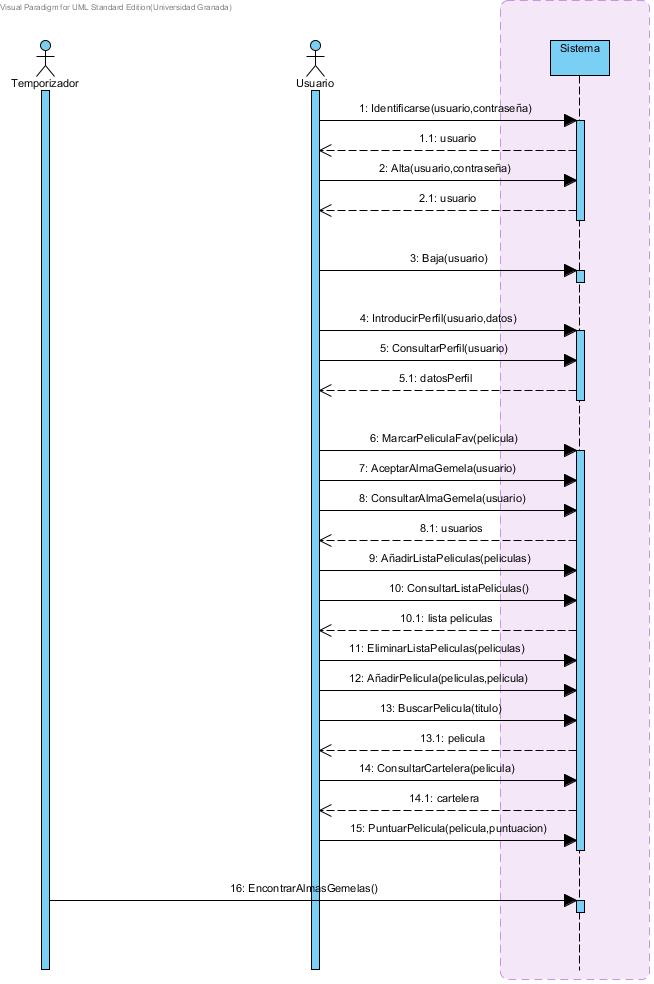 Visual Paradigm for UML Standard Edition(Universidad Granada)
Sistema
Temporizador
Usuario
1: Identificarse(usuario,contraseña)
1.1: usuario
2: Alta(usuario,contraseña)
2.1: usuario
3: Baja(usuario)
4: IntroducirPerfil(usuario,datos)
5: ConsultarPerfil(usuario)
5.1: datosPerfil
6: MarcarPeliculaFav(pelicula)
7: AceptarAlmaGemela(usuario)
8: ConsultarAlmaGemela(usuario)
8.1: usuarios
9: AñadirListaPeliculas(peliculas)
10: ConsultarListaPeliculas()
10.1: lista peliculas
11: EliminarListaPeliculas(peliculas)
12: AñadirPelicula(peliculas,pelicula)
13: BuscarPelicula(titulo)
13.1: pelicula
14: ConsultarCartelera(pelicula)
14.1: cartelera
15: PuntuarPelicula(pelicula,puntuacion)
16: EncontrarAlmasGemelas()